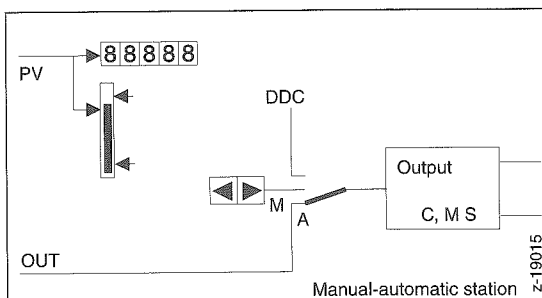 88888
PV
DDC
M
A
Output
C, M S
OUT
Manual-automatic station
z-19015